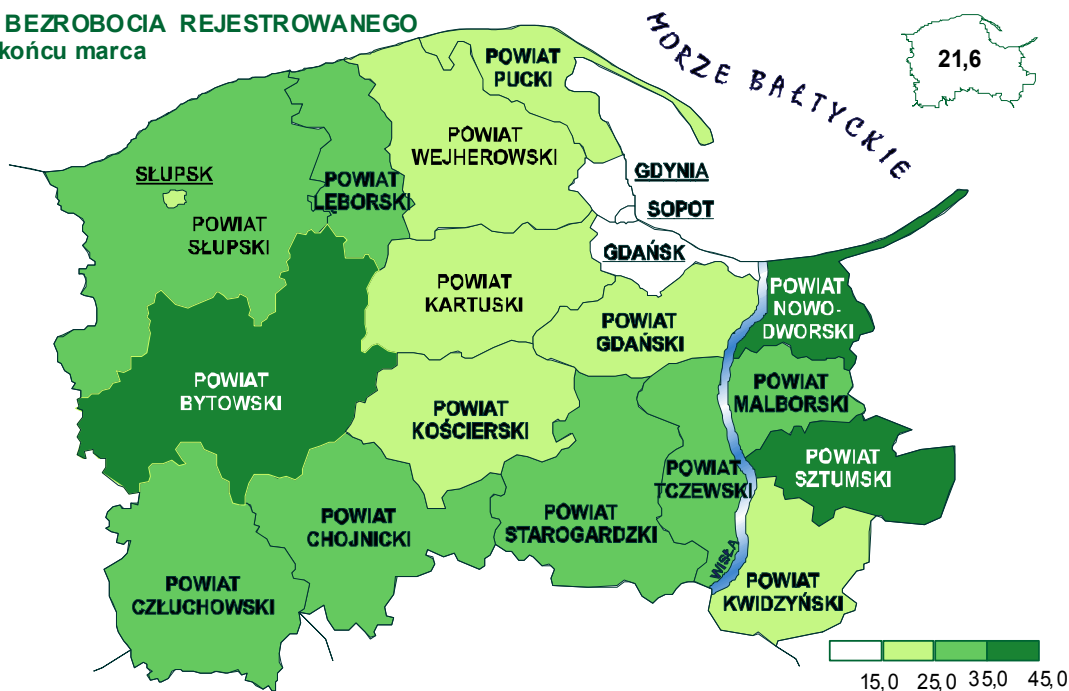 BEZROBOCIA REJESTROWANEGO
końcu marca
MORZE BAŁTYCKIE
21,6
POWIAT
PUCKI
POWIAT
WEJHEROWSKI
SŁUPSK
POWIAT
LĘBORSKI
GDYNIA
SOPOT
POWIAT
SŁUPSKI
GDAŃSK
POWIAT
KARTUSKI
POWIAT
NOWO-
DWORSKI
POWIAT
GDAŃSKI
POWIAT
BYTOWSKI
POWIAT
MALBORSKI
POWIAT
KOŚCIERSKI
POWIAT
SZTUMSKI
POWIAT
TCZEWSKI
POWIAT
CHOJNICKI
POWIAT
STAROGARDZKI
WISŁA
POWIAT
CZŁUCHOWSKI
POWIAT
KWIDZYŃSKI
15,0 25,0 35,0 45,0